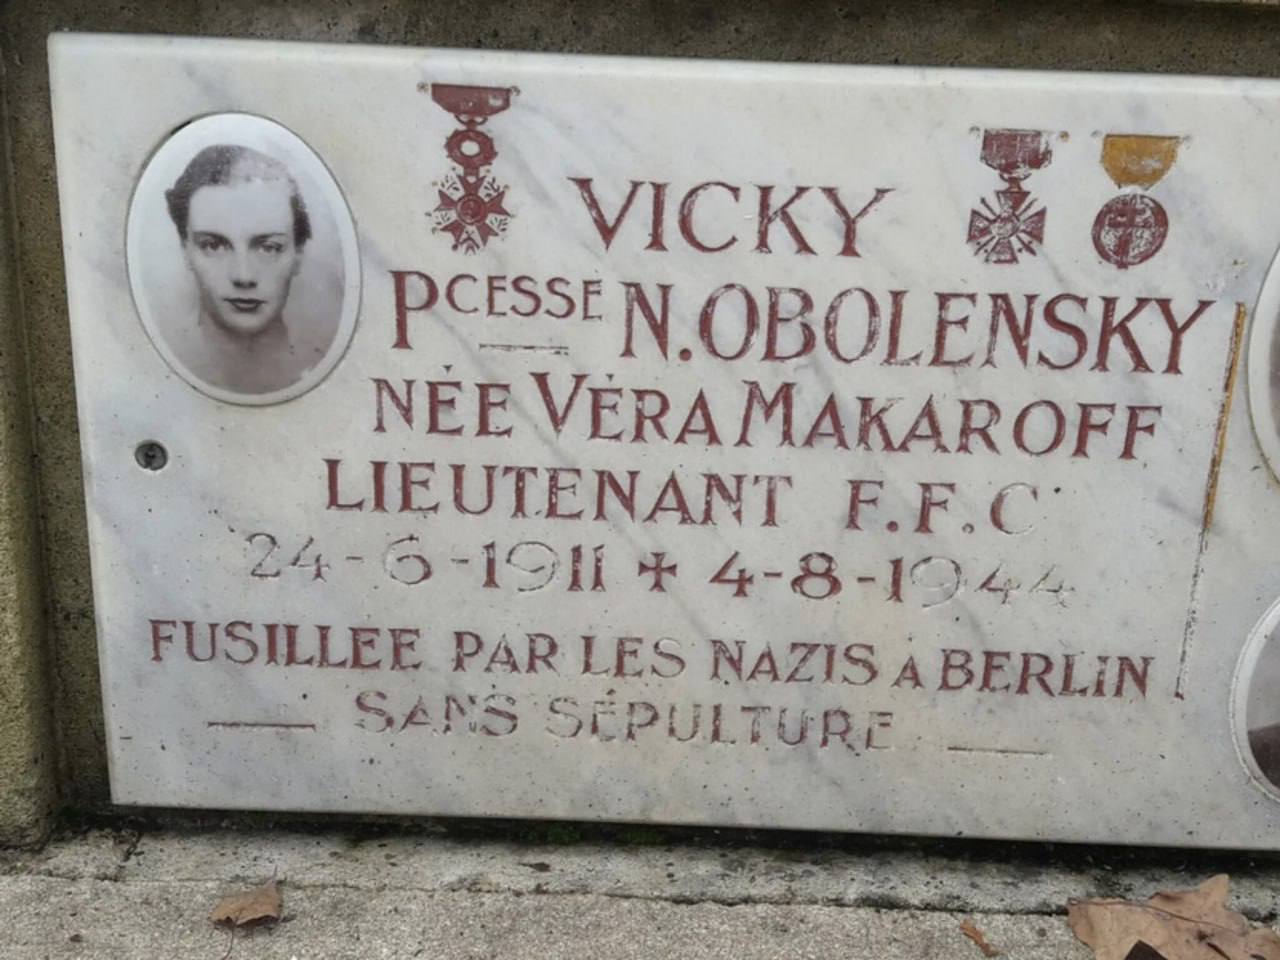 VICKY
PCESSE N. OBOLENSKY
NÉE VÉRA MAKAROFF
LIEUTENANT F.F.C
24-6-1911 ✝ 4-8-1944
FUSILLEE PAR LES NAZIS A BERLIN
SANS SÉPULTURE